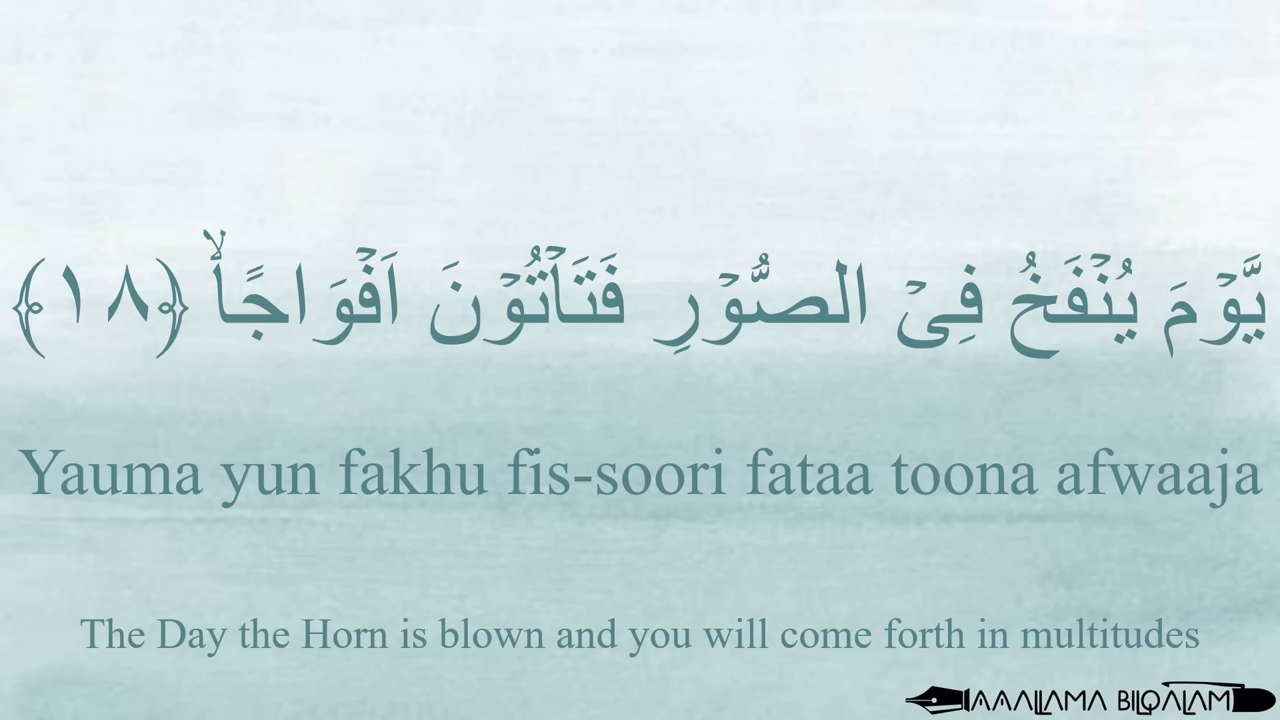 يَّوۡمَ يُنۡفَخُ فِىۡ الصُّوۡرِ فَتَاۡتُوۡنَ اَفۡوَاجًاۙ‏ ﴿۱۸﴾
Yauma yun fakhu fis-soori fataa toona afwaaja
The Day the Horn is blown and you will come forth in multitudes
AAALLAMA BILQALAM